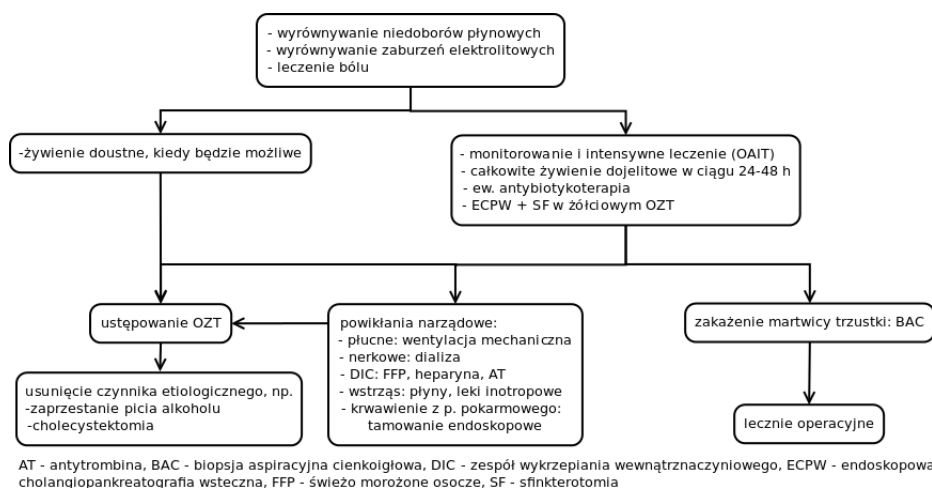 - wyrównywanie niedoborów płynowych
- wyrównywanie zaburzeń elektrolitowych
- leczenie bólu
-żywienie doustne, kiedy będzie możliwe
- monitorowanie i intensywne leczenie (OAIT)
- całkowite żywienie dojelitowe w ciągu 24-48 h
- ew. antybiotykoterapia
- ECPW + SF w żółciowym OZT
ustępowanie OZT
powikłania narządowe:
- płucne: wentylacja mechaniczna
- nerkowe: dializa
- DIC: FFP, heparyna, AT
- wstrząs: płyny, leki inotropowe
- krwawienie z p. pokarmowego:
tamowanie endoskopowe
zakażenie martwicy trzustki: BAC
usunięcie czynnika etiologicznego, np.
-zaprzestanie picia alkoholu
-cholecystektomia
lecznie operacyjne
AT - antytrombina, BAC - biopsja aspiracyjna cienkoigłowa, DIC - zespół wykrzepiania wewnątrznaczyniowego, ECPW - endoskopowa
cholangiopankreatografia wsteczna, FFP - świeżo morożone osocze, SF - sfinkterotomia